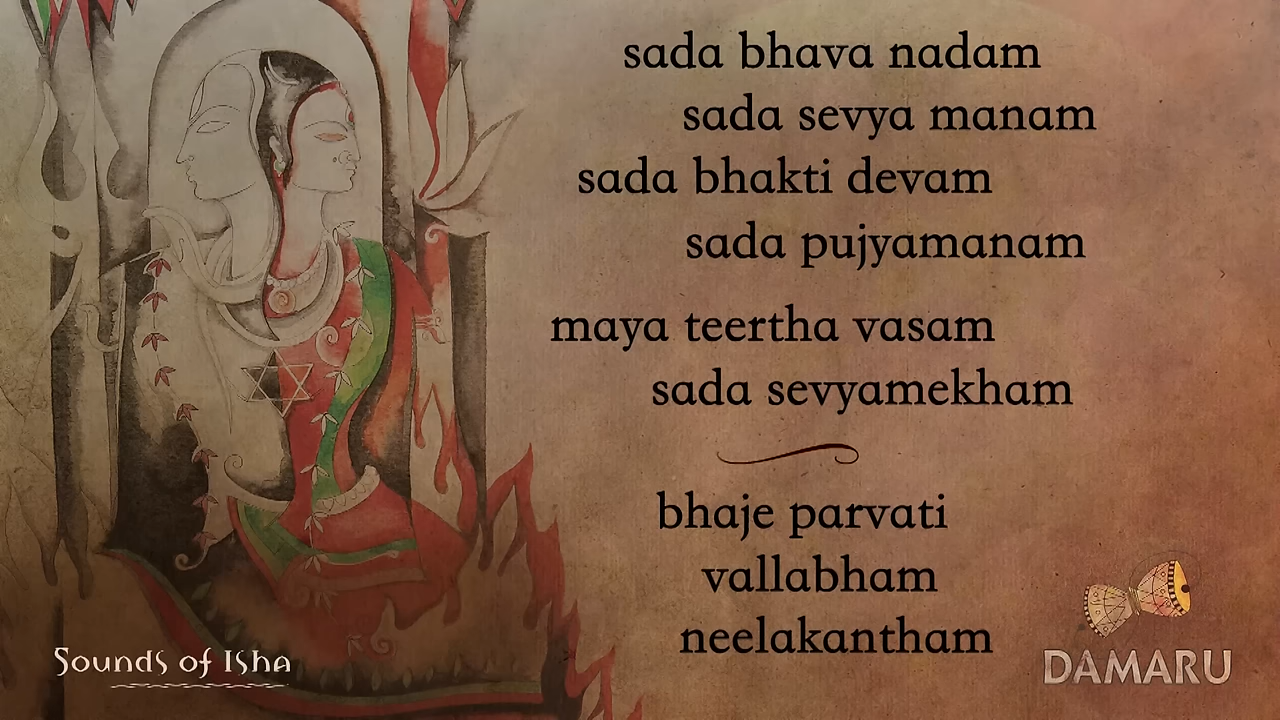 sada bhava nadam
sada sevya manam
sada bhakti devam
sada pujyamanam
maya teertha vasam
sada sevyamekham
bhaje parvati
vallabham
neelakantham
Sounds of Isha
DAMARU